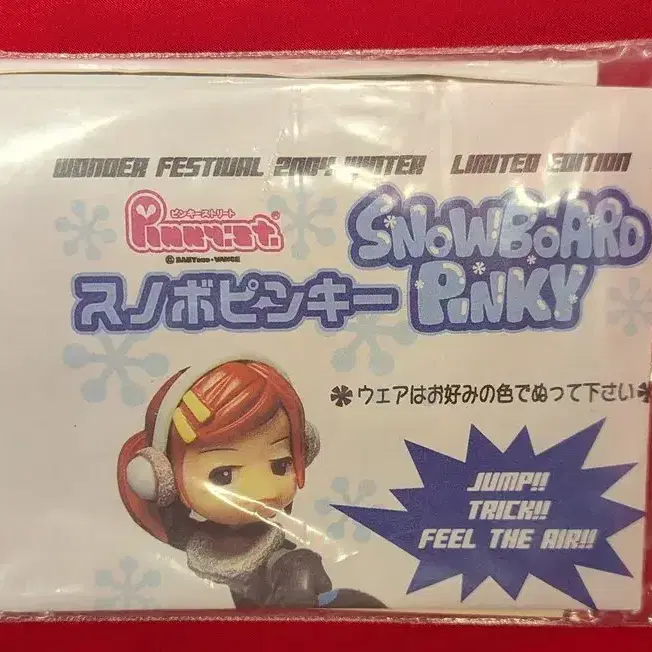 WONDER FESTIVAL 2004 WINTER LIMITED EDITION
ピンキーストリート
Pinky:st.
© BABYsue・VANCE
SNOWBOARD
PINKY
スノボピンキー
✻ウェアはお好みの色でぬって下さい✻
JUMP!!
TRICK!!
FEEL THE AIR!!